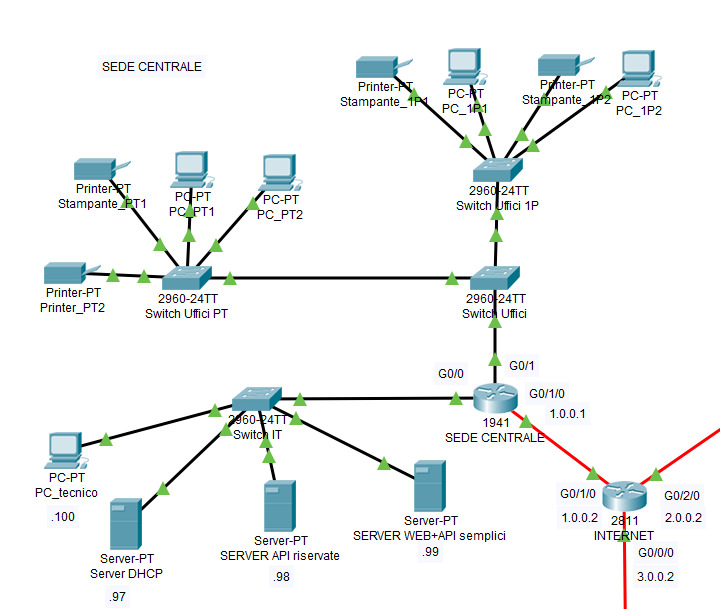 SEDE CENTRALE
Printer-PT
Stampante_1P1
PC-PT
PC_1P1
Printer-PT
Stampante_1P2
PC-PT
PC_1P2
2960-24TT
Switch Uffici 1P
Printer-PT
Stampante_PT1
PC-PT
PC_PT1
PC-PT
PC_PT2
Printer-PT
Printer_PT2
2960-24TT
Switch Uffici PT
2960-24TT
Switch Uffici
G0/0
G0/1
G0/1/0
1.0.0.1
1941
SEDE CENTRALE
2960-24TT
Switch IT
PC-PT
PC_tecnico
.100
Server-PT
Server DHCP
.97
Server-PT
SERVER API riservate
.98
Server-PT
SERVER WEB+API semplici
.99
G0/1/0
1.0.0.2
2811
INTERNET
G0/2/0
2.0.0.2
G0/0/0
3.0.0.2